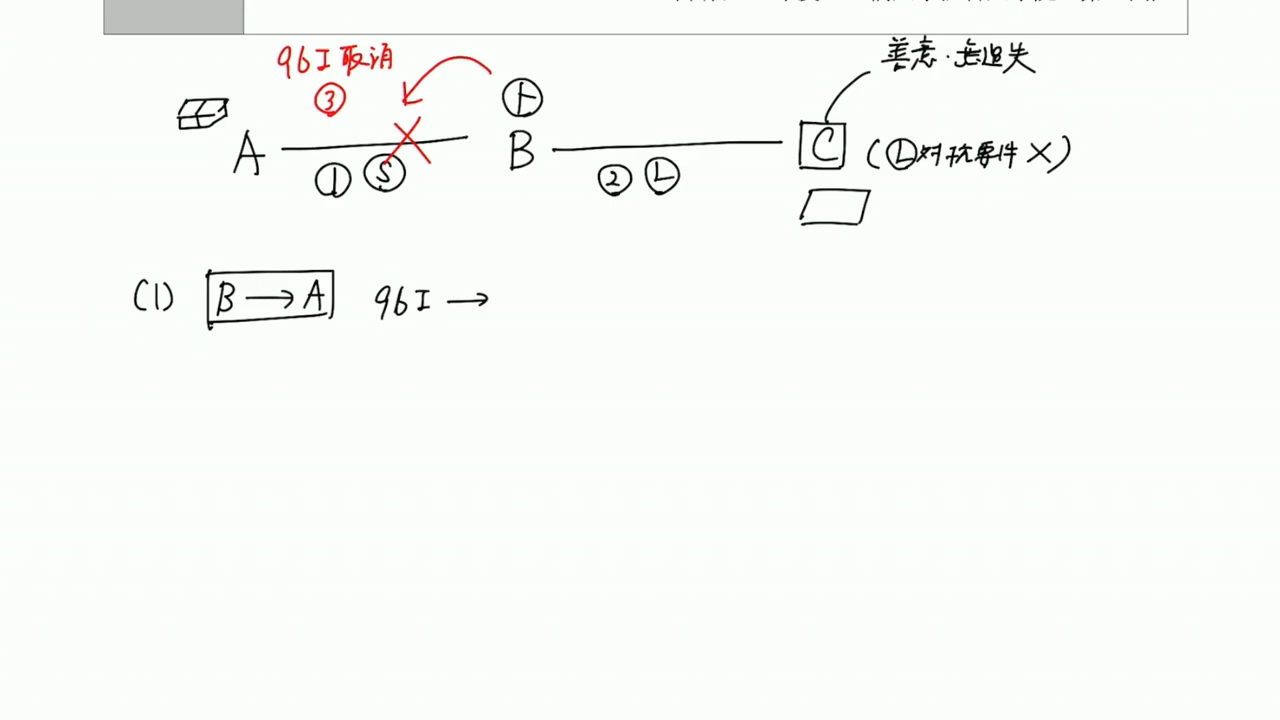 96I取消
③
善意・無過失
A
B
ト
C
(Ⓛ対抗要件×)
① Ⓢ
② Ⓛ
(1) B→A 96I→